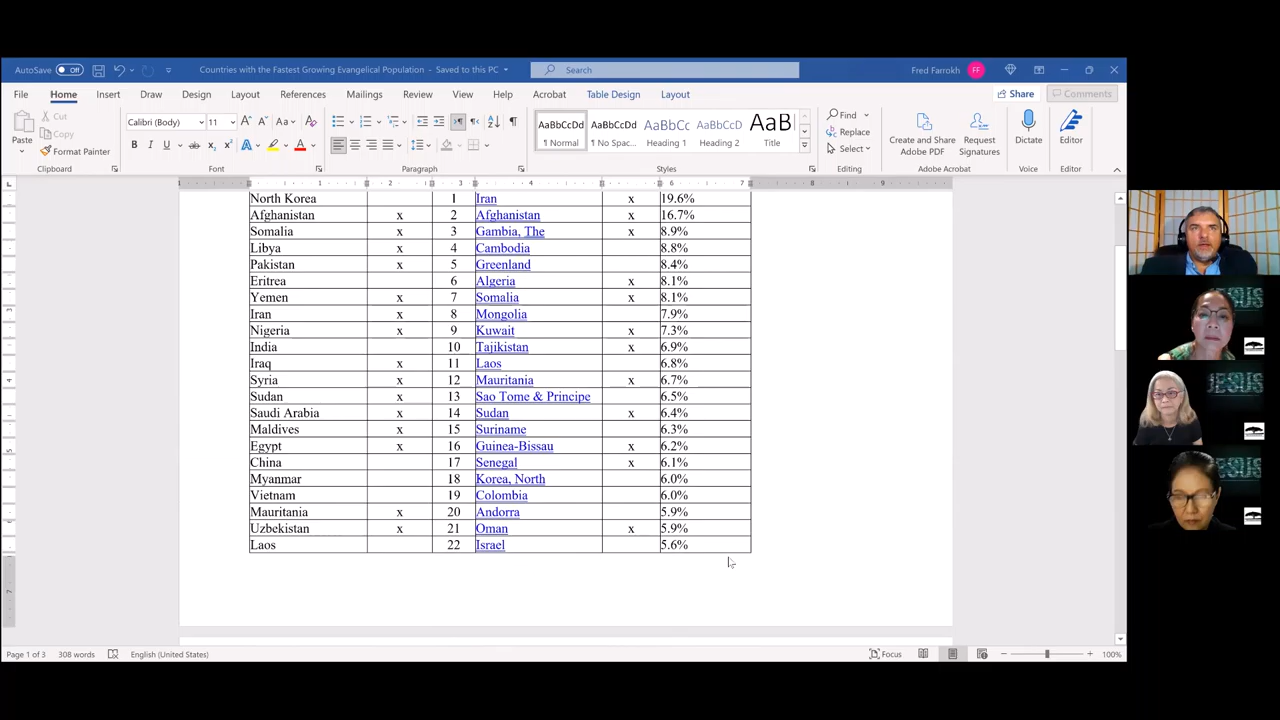 AutoSave Off Countries with the Fastest Growing Evangelical Population - Saved to this PC Search Fred Farrokh FF
File Home Insert Draw Design Layout References Mailings Review View Help Acrobat Table Design Layout Share Comments
Paste Cut Copy Format Painter Clipboard
Calibri (Body) 11 Font
Paragraph
AaBbCcDd ¶ Normal AaBbCcDd ¶ No Spac... AaBbCc Heading 1 AaBbCcD Heading 2 AaB Title Styles
Find Replace Select Editing
Create and Share Adobe PDF Request Signatures Adobe Acrobat
Dictate Voice
Editor Editor
1 2 3 4 6 7 8 9
North Korea 1 Iran x 19.6%
Afghanistan x 2 Afghanistan x 16.7%
Somalia x 3 Gambia, The x 8.9%
Libya x 4 Cambodia 8.8%
Pakistan x 5 Greenland 8.4%
Eritrea 6 Algeria x 8.1%
Yemen x 7 Somalia x 8.1%
Iran x 8 Mongolia 7.9%
Nigeria x 9 Kuwait x 7.3%
India 10 Tajikistan x 6.9%
Iraq x 11 Laos 6.8%
Syria x 12 Mauritania x 6.7%
Sudan x 13 Sao Tome & Principe 6.5%
Saudi Arabia x 14 Sudan x 6.4%
Maldives x 15 Suriname 6.3%
Egypt x 16 Guinea-Bissau x 6.2%
China 17 Senegal x 6.1%
Myanmar 18 Korea, North 6.0%
Vietnam 19 Colombia 6.0%
Mauritania x 20 Andorra 5.9%
Uzbekistan x 21 Oman x 5.9%
Laos 22 Israel 5.6%
Page 1 of 3 308 words English (United States) Focus 100%
JESUS